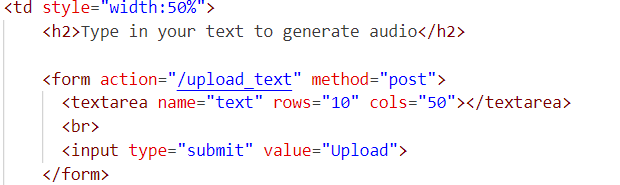 <td style="width:50%">
<h2>Type in your text to generate audio</h2>
<form action="/upload_text" method="post">
<textarea name="text" rows="10" cols="50"></textarea>
<br>
<input type="submit" value="Upload">
</form>